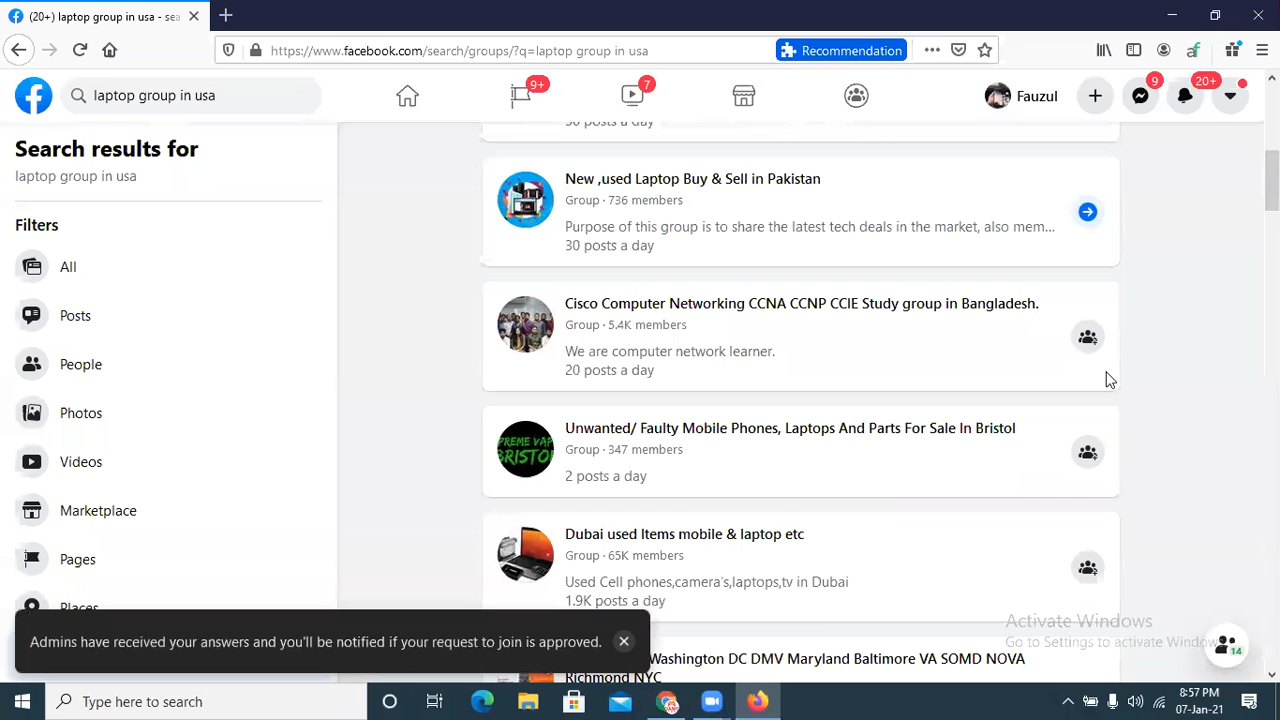 (20+) laptop group in usa - sea
https://www.facebook.com/search/groups/?q=laptop group in usa
Recommendation
laptop group in usa
9+
7
Fauzul
9
20+
Search results for
laptop group in usa
Filters
All
Posts
People
Photos
Videos
Marketplace
Pages
Places
50 posts a day
New ,used Laptop Buy & Sell in Pakistan
Group · 736 members
Purpose of this group is to share the latest tech deals in the market, also mem...
30 posts a day
Cisco Computer Networking CCNA CCNP CCIE Study group in Bangladesh.
Group · 5.4K members
We are computer network learner.
20 posts a day
PREME VAP
BRISTOL
Unwanted/ Faulty Mobile Phones, Laptops And Parts For Sale In Bristol
Group · 347 members
2 posts a day
Dubai used Items mobile & laptop etc
Group · 65K members
Used Cell phones,camera's,laptops,tv in Dubai
1.9K posts a day
Washington DC DMV Maryland Baltimore VA SOMD NOVA
Richmond NYC
Admins have received your answers and you'll be notified if your request to join is approved.
Activate Windows
Go to Settings to activate Windows
14
Type here to search
8:57 PM
07-Jan-21